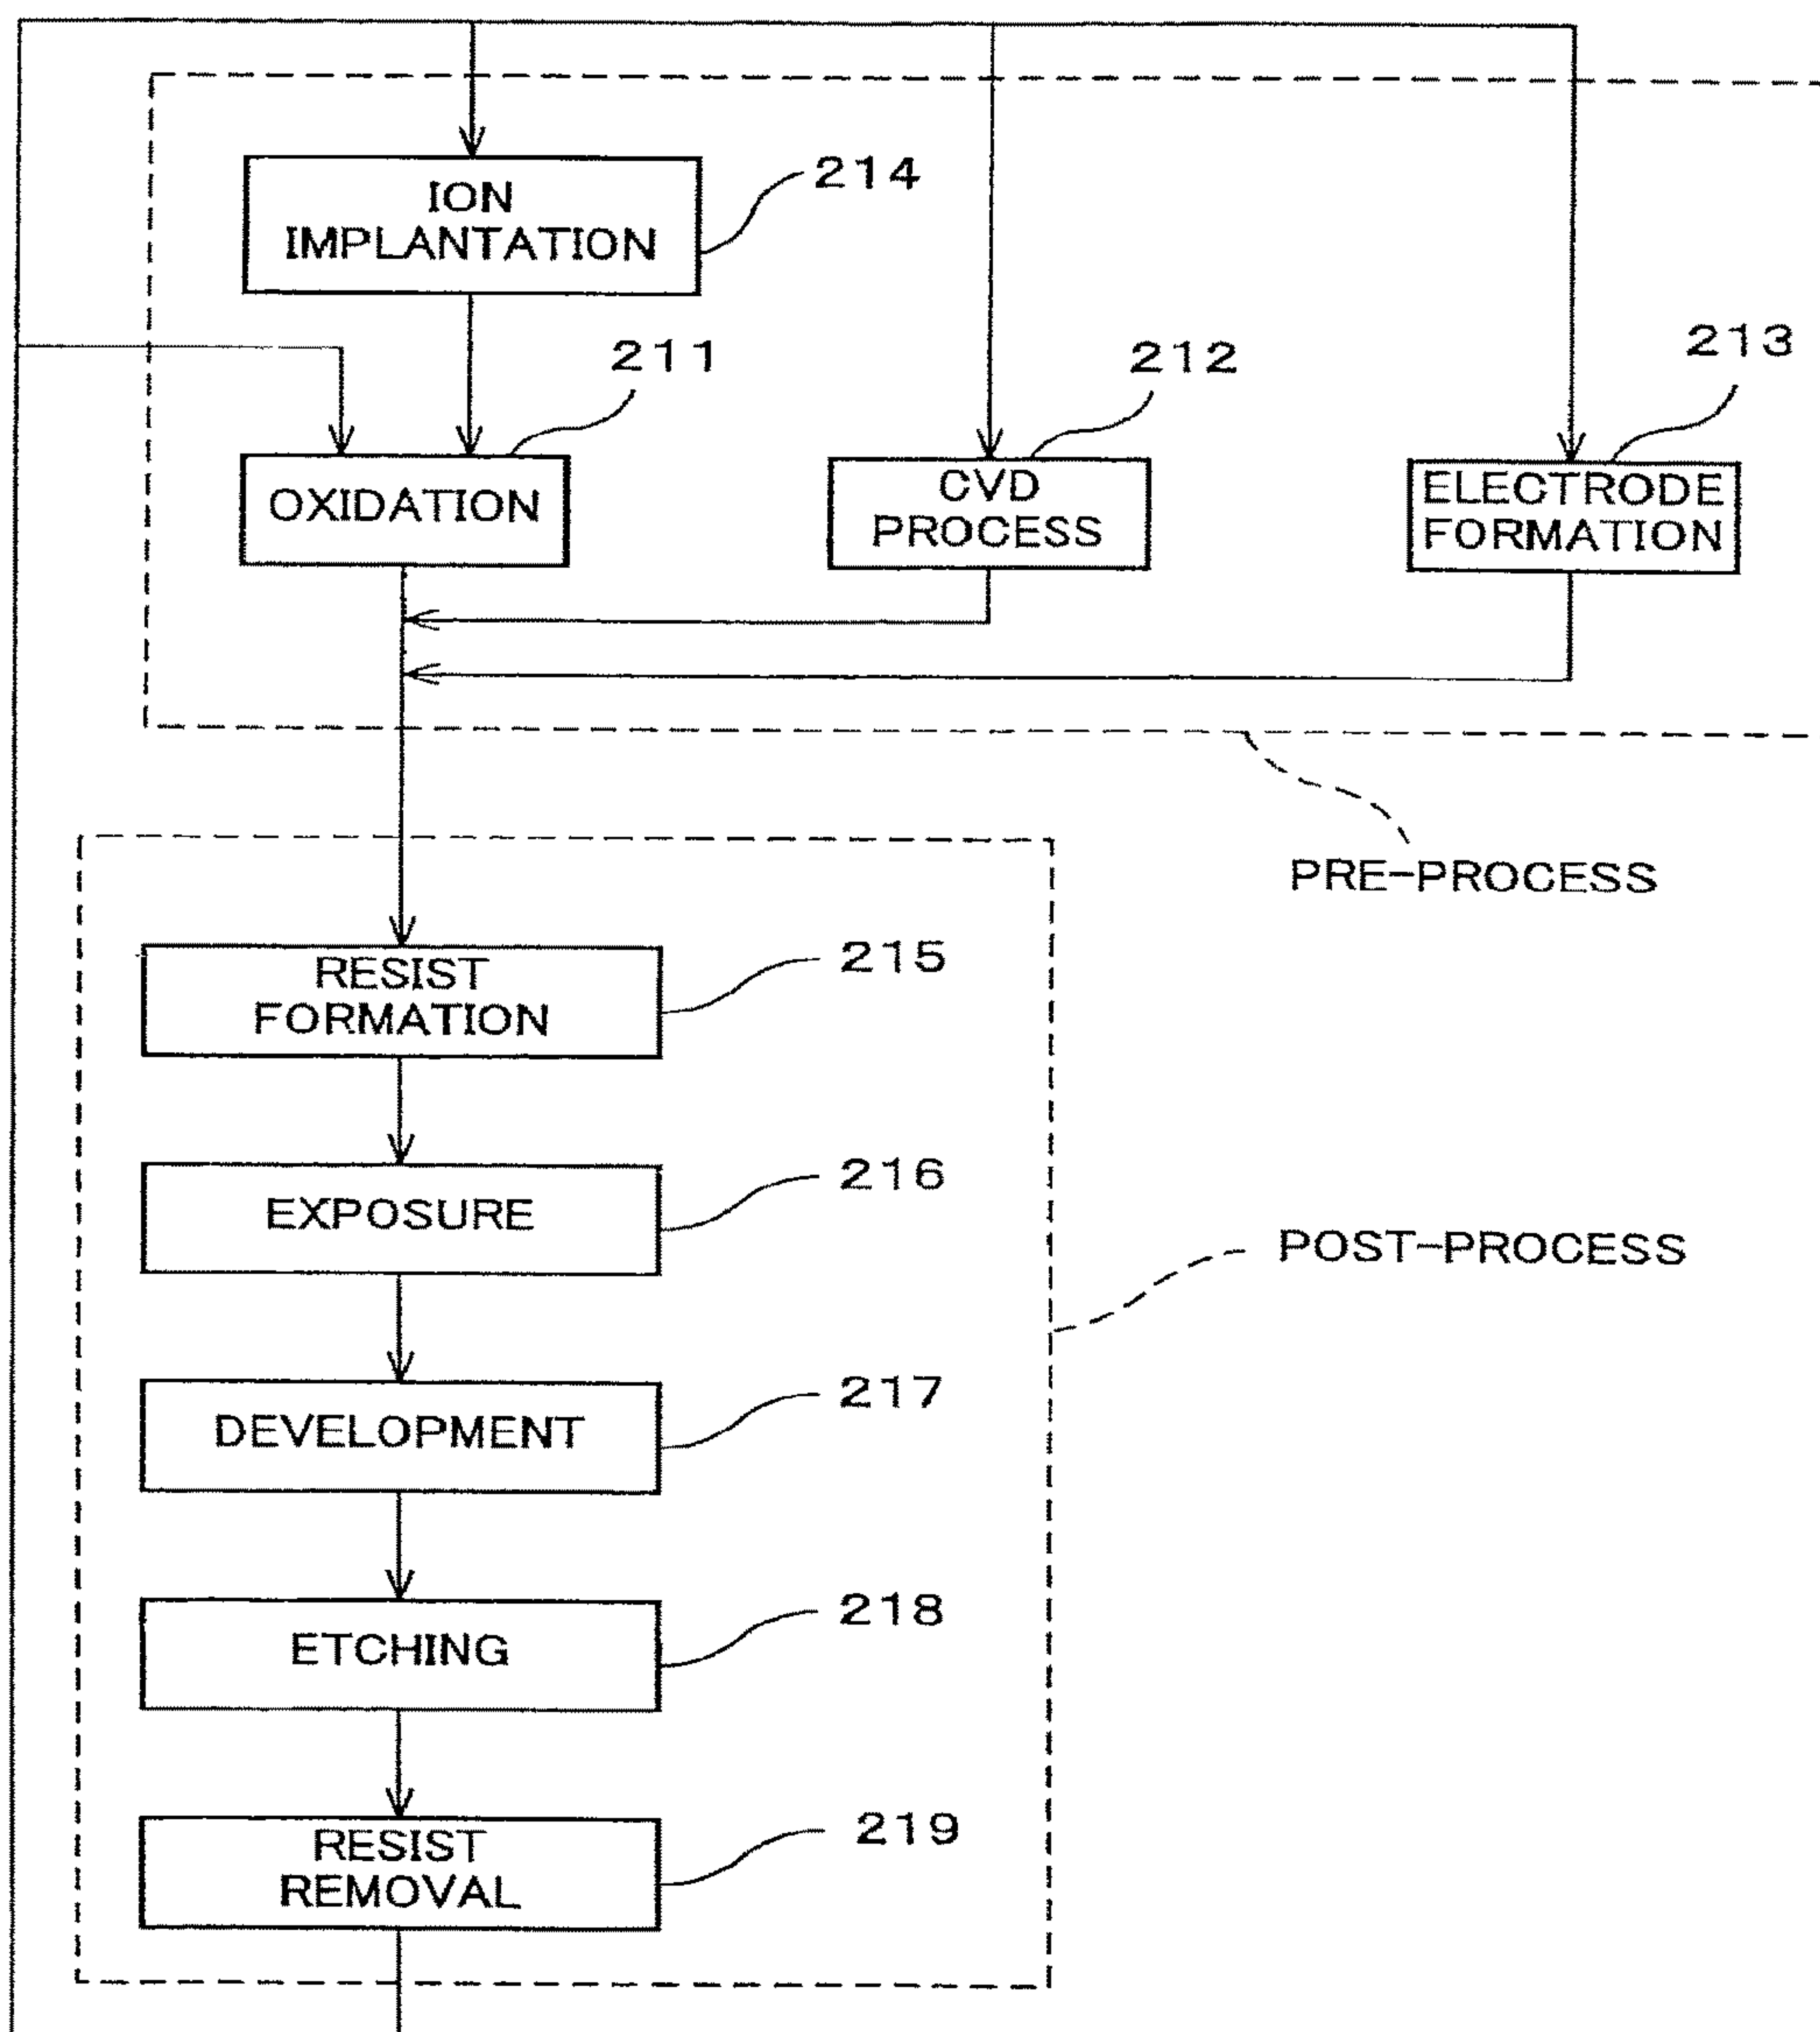 214
ION
IMPLANTATION
211
212
213
OXIDATION
CVD
PROCESS
ELECTRODE
FORMATION
PRE-PROCESS
RESIST
FORMATION
215
EXPOSURE
216
POST-PROCESS
DEVELOPMENT
217
ETCHING
218
RESIST
REMOVAL
219